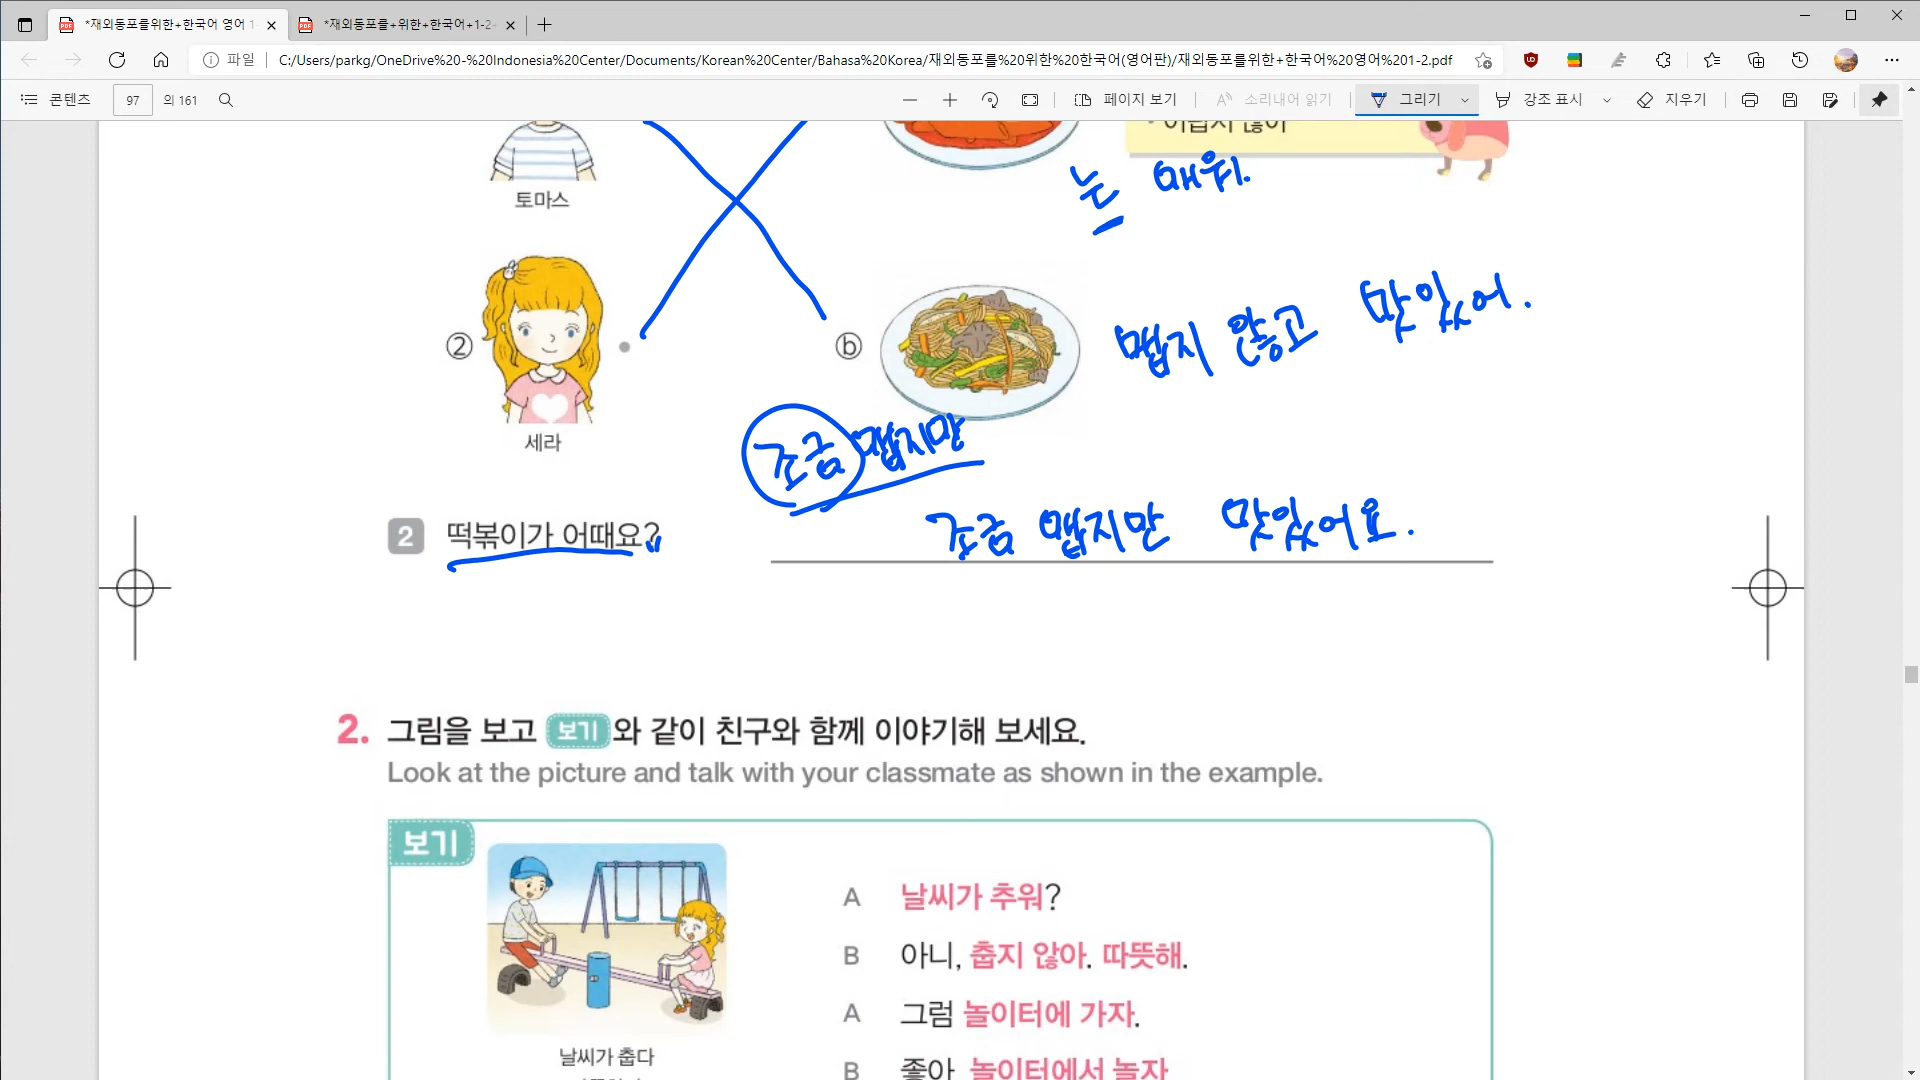 *재외동포를위한+한국어 영어 1
*재외동포를+위한+한국어+1-2
파일
C:/Users/parkg/OneDrive%20-%20Indonesia%20Center/Documents/Korean%20Center/Bahasa%20Korea/재외동포를%20위한%20한국어(영어판)/재외동포를위한+한국어%20영어%201-2.pdf
콘텐츠 97 의 161 페이지 보기 소리내어 읽기 그리기 강조 표시 지우기
어렵지 않아
는 매워.
토마스
② ⓑ
맵지 않고 맛있어.
세라
조금 맵지만
2 떡볶이가 어때요? 조금 맵지만 맛있어요.
2. 그림을 보고 보기 와 같이 친구와 함께 이야기해 보세요.
Look at the picture and talk with your classmate as shown in the example.
보기
A 날씨가 추워?
B 아니, 춥지 않아. 따뜻해.
A 그럼 놀이터에 가자.
날씨가 춥다
B 좋아 놀이터에서 놀자